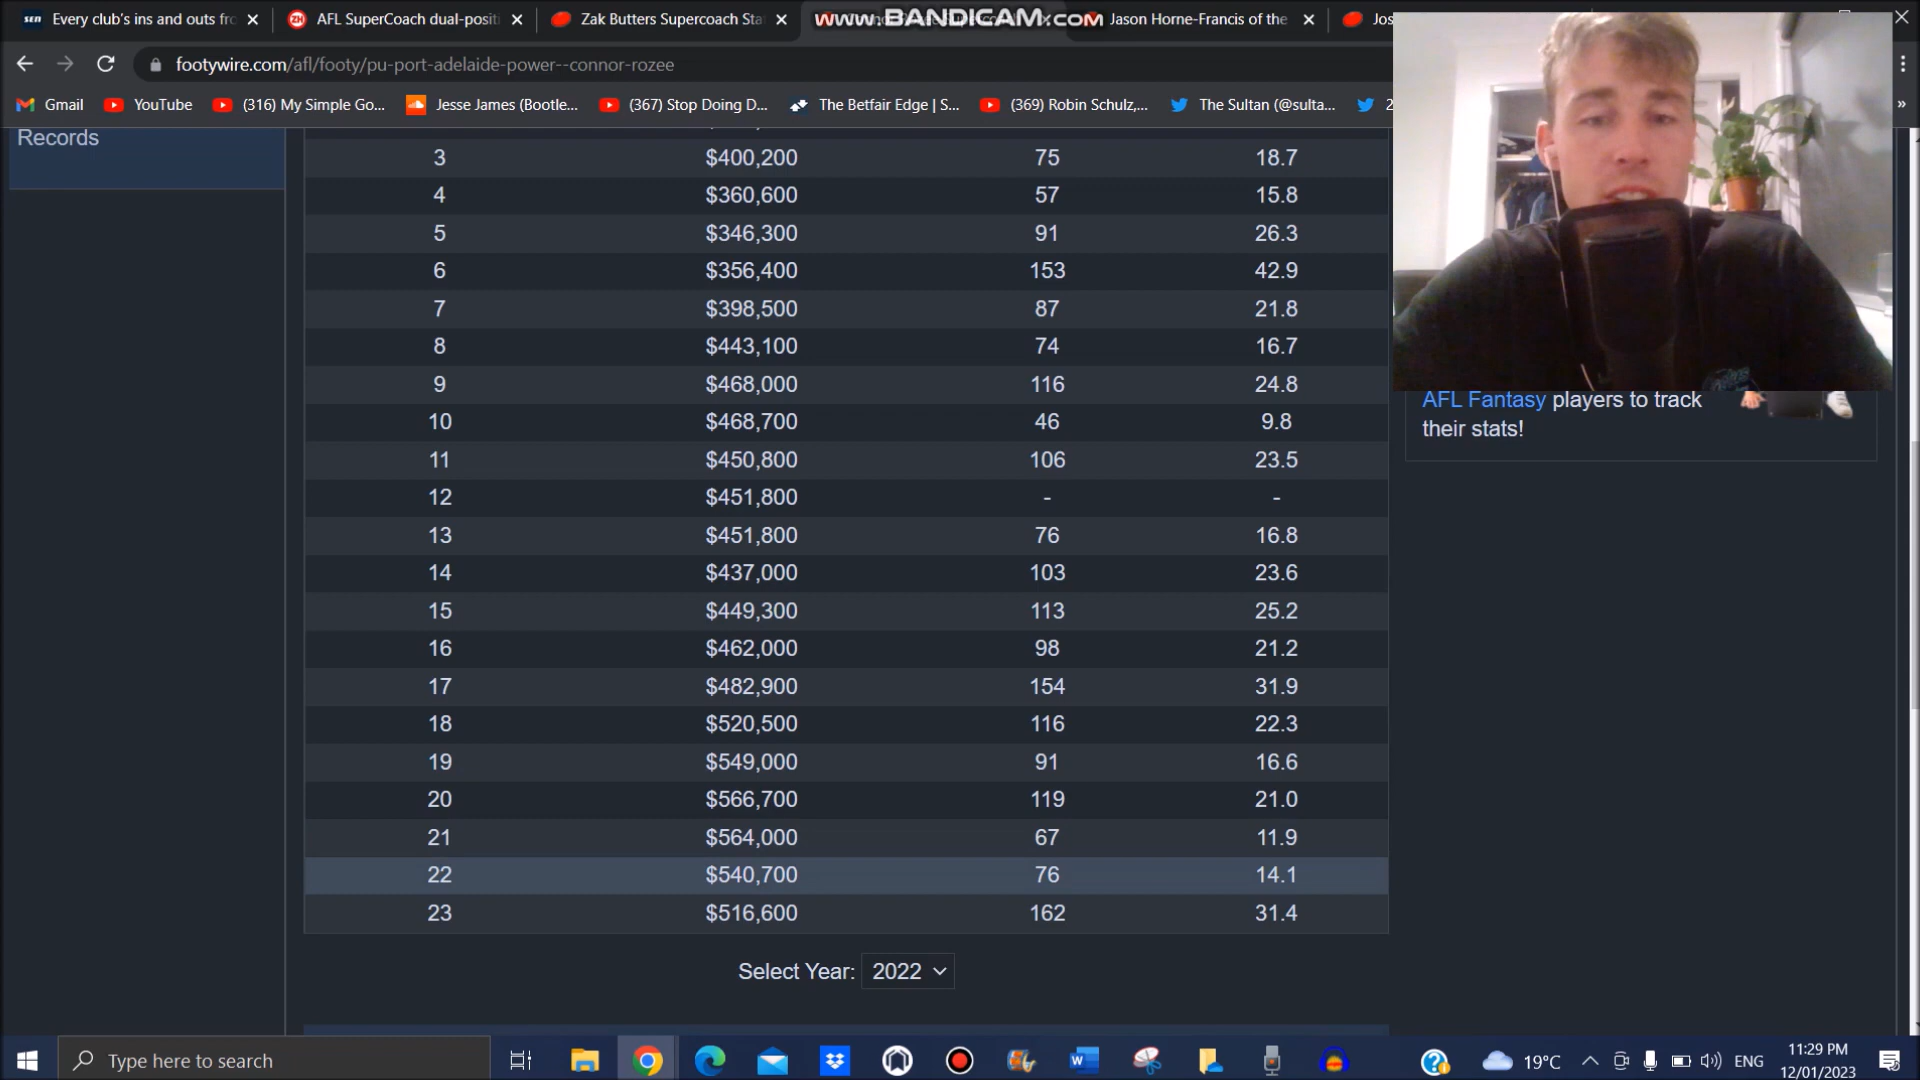 SEN Every club's ins and outs fro
ZH AFL SuperCoach dual-positi
Zak Butters Supercoach Sta
www.BANDICAM.com
Jason Horne-Francis of the
Jos
footywire.com/afl/footy/pu-port-adelaide-power--connor-rozee
Gmail
YouTube
(316) My Simple Go...
Jesse James (Bootle...
(367) Stop Doing D...
The Betfair Edge | S...
(369) Robin Schulz,...
The Sultan (@sulta...
2
»
Records
3 $400,200 75 18.7
4 $360,600 57 15.8
5 $346,300 91 26.3
6 $356,400 153 42.9
7 $398,500 87 21.8
8 $443,100 74 16.7
9 $468,000 116 24.8
10 $468,700 46 9.8
11 $450,800 106 23.5
12 $451,800 - -
13 $451,800 76 16.8
14 $437,000 103 23.6
15 $449,300 113 25.2
16 $462,000 98 21.2
17 $482,900 154 31.9
18 $520,500 116 22.3
19 $549,000 91 16.6
20 $566,700 119 21.0
21 $564,000 67 11.9
22 $540,700 76 14.1
23 $516,600 162 31.4
Select Year: 2022
AFL Fantasy players to track
their stats!
Type here to search
19°C
ENG
11:29 PM
12/01/2023